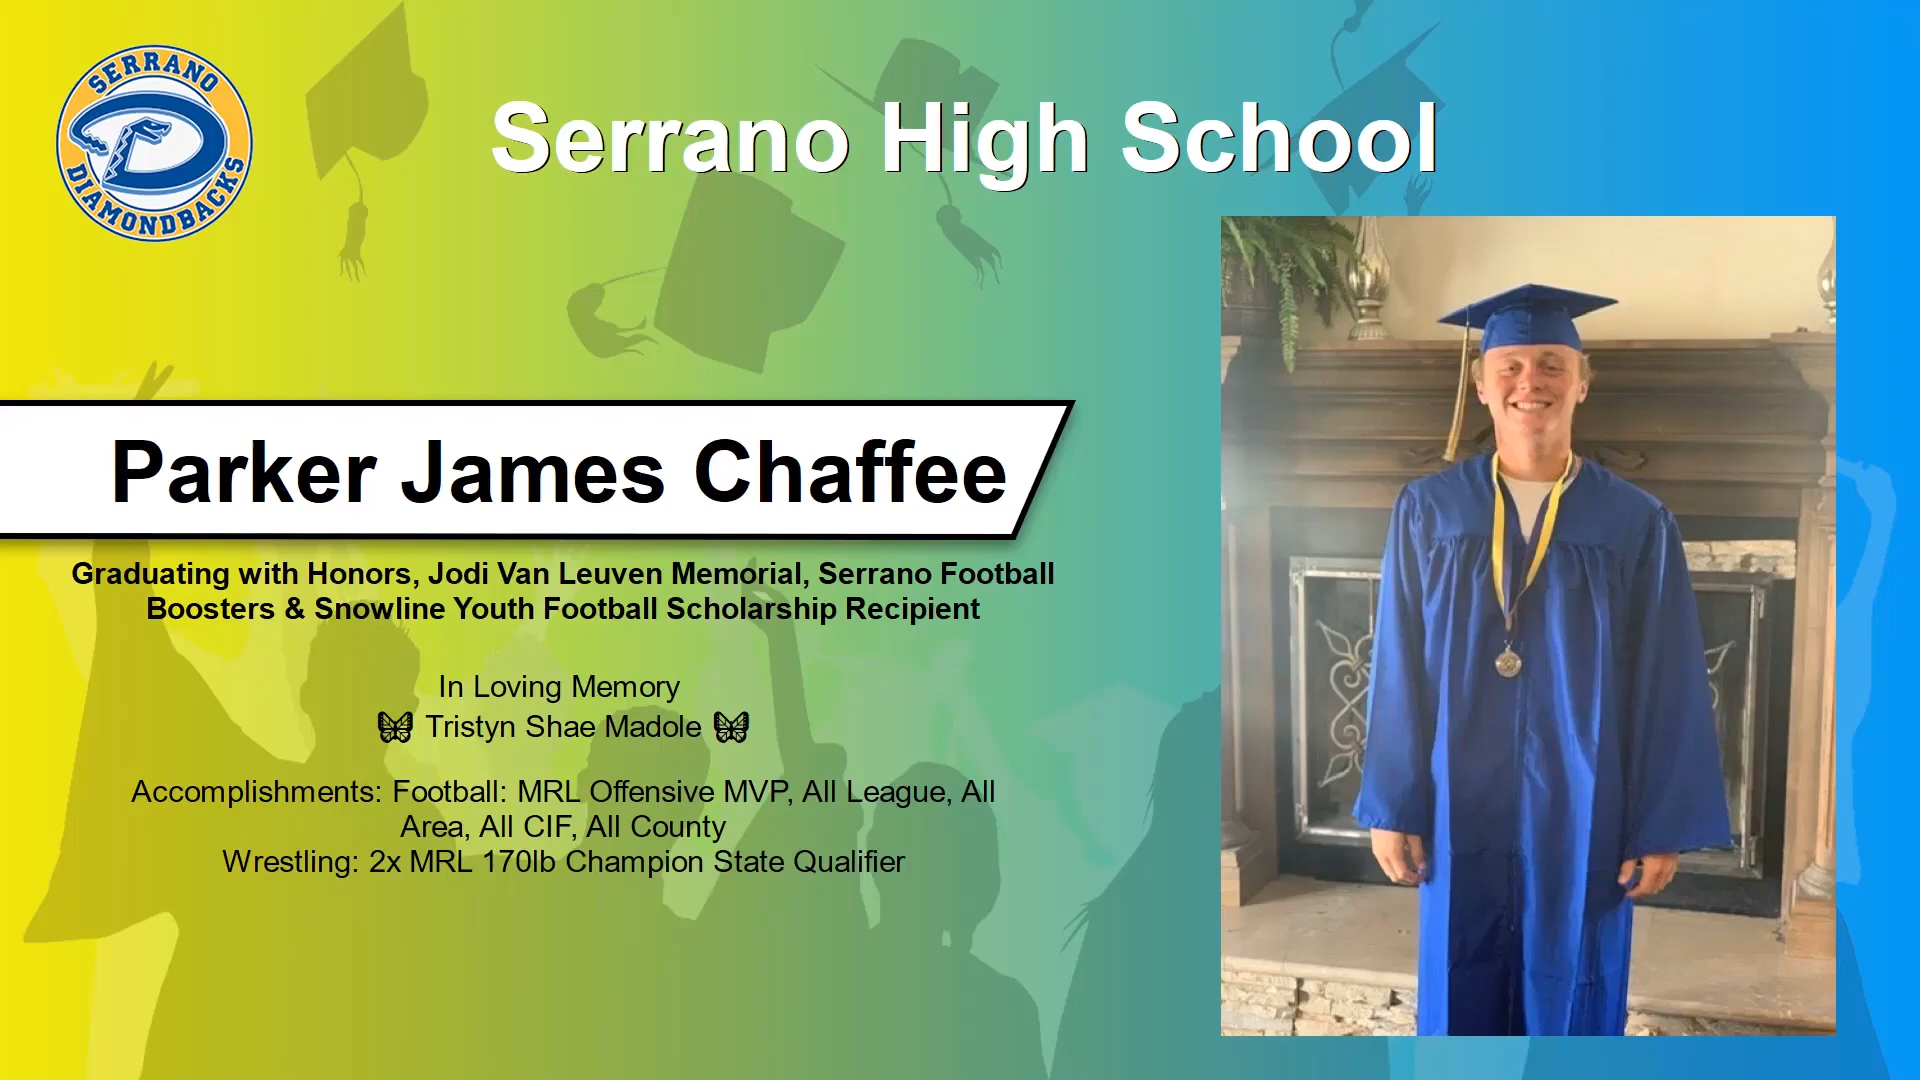 SERRANO
DIAMONDBACKS
Serrano High School
Parker James Chaffee
Graduating with Honors, Jodi Van Leuven Memorial, Serrano Football
Boosters & Snowline Youth Football Scholarship Recipient
In Loving Memory
🦋 Tristyn Shae Madole 🦋
Accomplishments: Football: MRL Offensive MVP, All League, All
Area, All CIF, All County
Wrestling: 2x MRL 170lb Champion State Qualifier